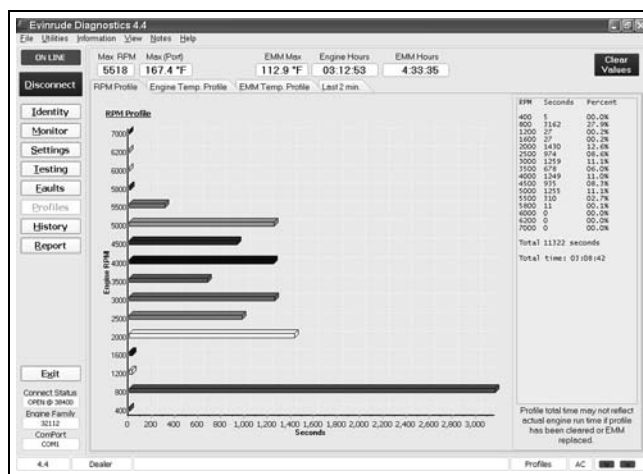 Evinrude Diagnostics 4.4
File Utilities Information View Notes Help
ON LINE
Max RPM Max (Port) EMM Max Engine Hours EMM Hours
5518 167.4 °F 112.9 °F 03:12:53 4:33:35
Clear Values
Disconnect
RPM Profile Engine Temp. Profile EMM Temp. Profile Last 2 min.
Identity
Monitor
Settings
Testing
Faults
Profiles
History
Report
Exit
Connect Status
OPEN @ 38400
Engine Family
32112
ComPort
COM1
RPM Profile
Engine RPM
7000
6200
6000
5800
5500
5000
4500
4000
3500
3000
2500
2000
1600
1200
800
400
0 200 400 600 800 1,000 1,200 1,400 1,600 1,800 2,000 2,200 2,400 2,600 2,800 3,000
Seconds
RPM Seconds Percent
400 5 00.0%
800 3162 27.9%
1200 27 00.2%
1600 27 00.2%
2000 1430 12.6%
2500 974 08.6%
3000 1259 11.1%
3500 678 06.0%
4000 1249 11.0%
4500 935 08.3%
5000 1255 11.1%
5500 310 02.7%
5800 11 00.1%
6000 0 00.0%
6200 0 00.0%
7000 0 00.0%
Total 11322 seconds
Total time: 03:08:42
Profile total time may not reflect
actual engine run time if profile
has been cleared or EMM
replaced.
4.4 Dealer Profiles AC